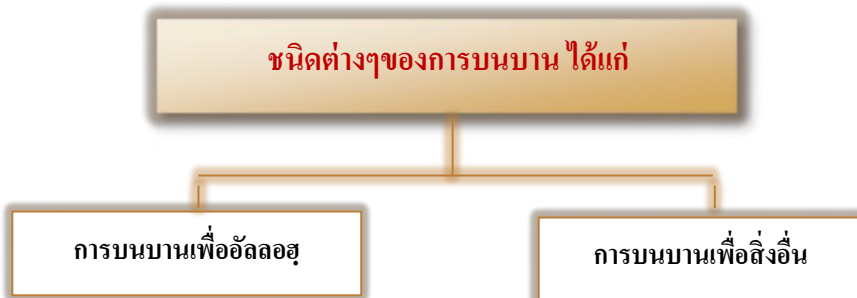 ชนิดต่างๆของการบนบาน ได้แก่
การบนบานเพื่ออัลลอฮฺ
การบนบานเพื่อสิ่งอื่น